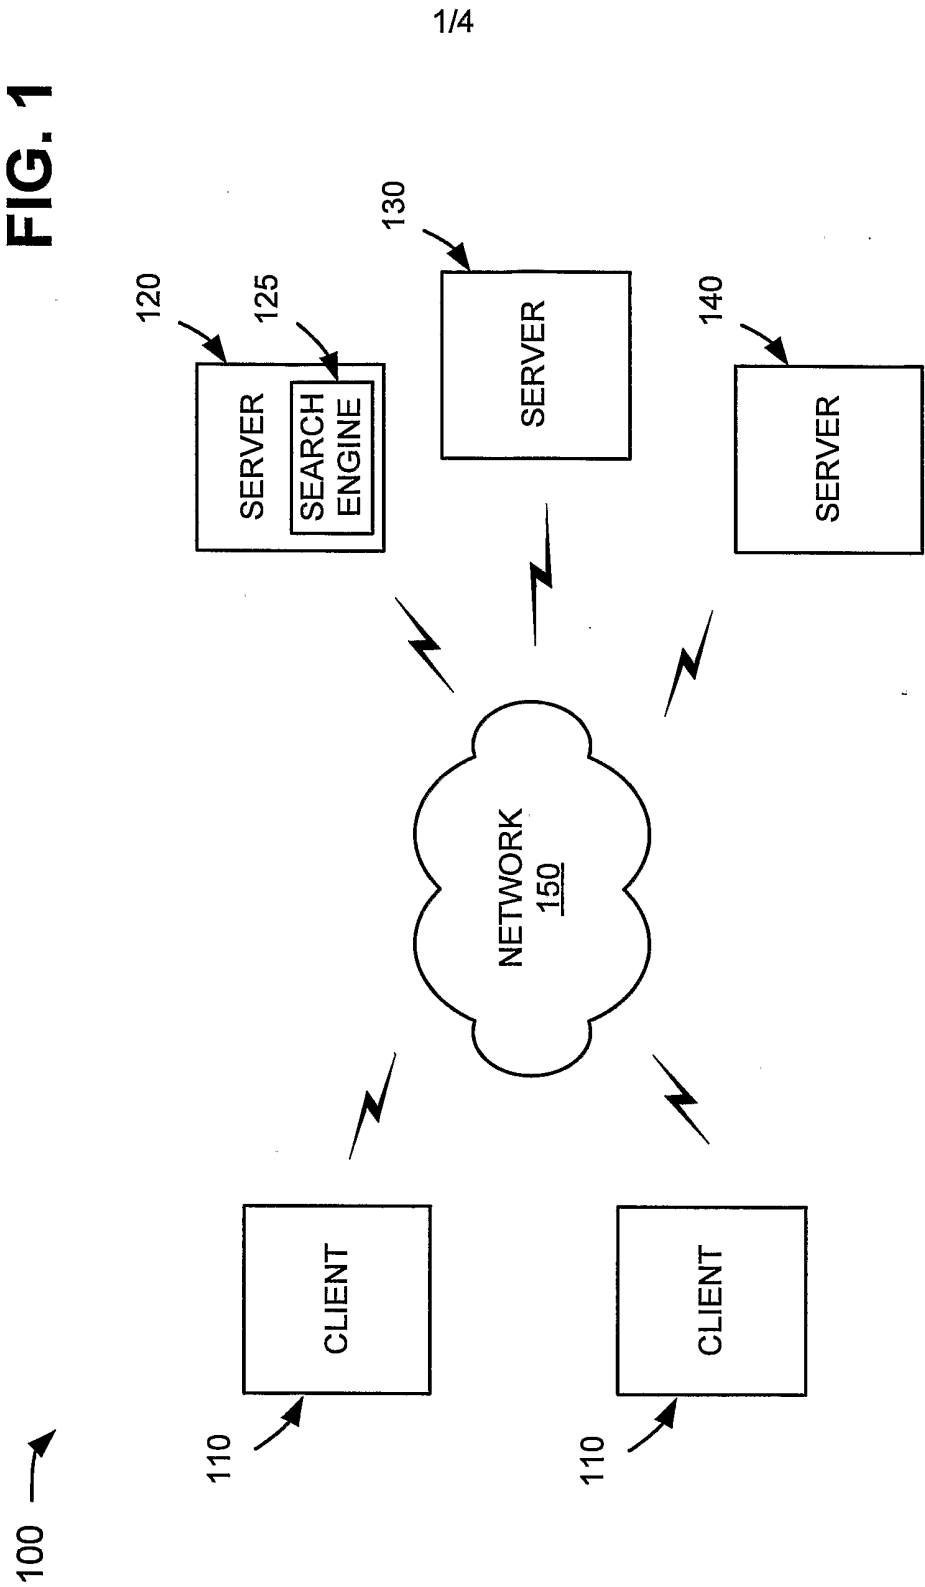 1/4
FIG. 1
100
110
CLIENT
110
CLIENT
NETWORK
150
120
SERVER
125
SEARCH
ENGINE
130
SERVER
140
SERVER